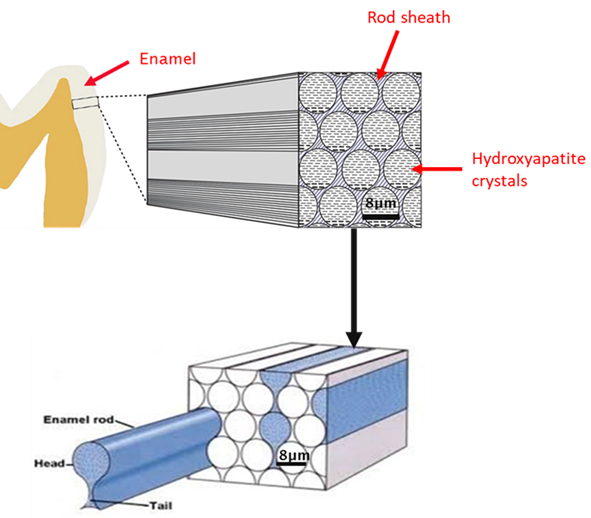 Rod sheath
Enamel
Hydroxyapatite
crystals
8µm
Enamel rod
Head
8µm
Tail